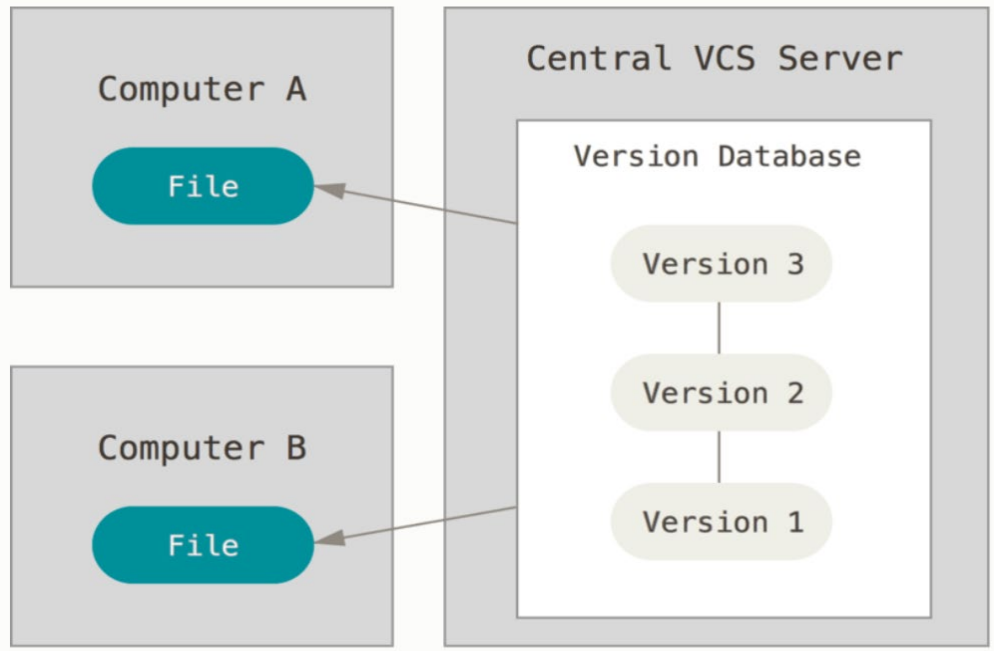 Computer A
File
Computer B
File
Central VCS Server
Version Database
Version 3
Version 2
Version 1